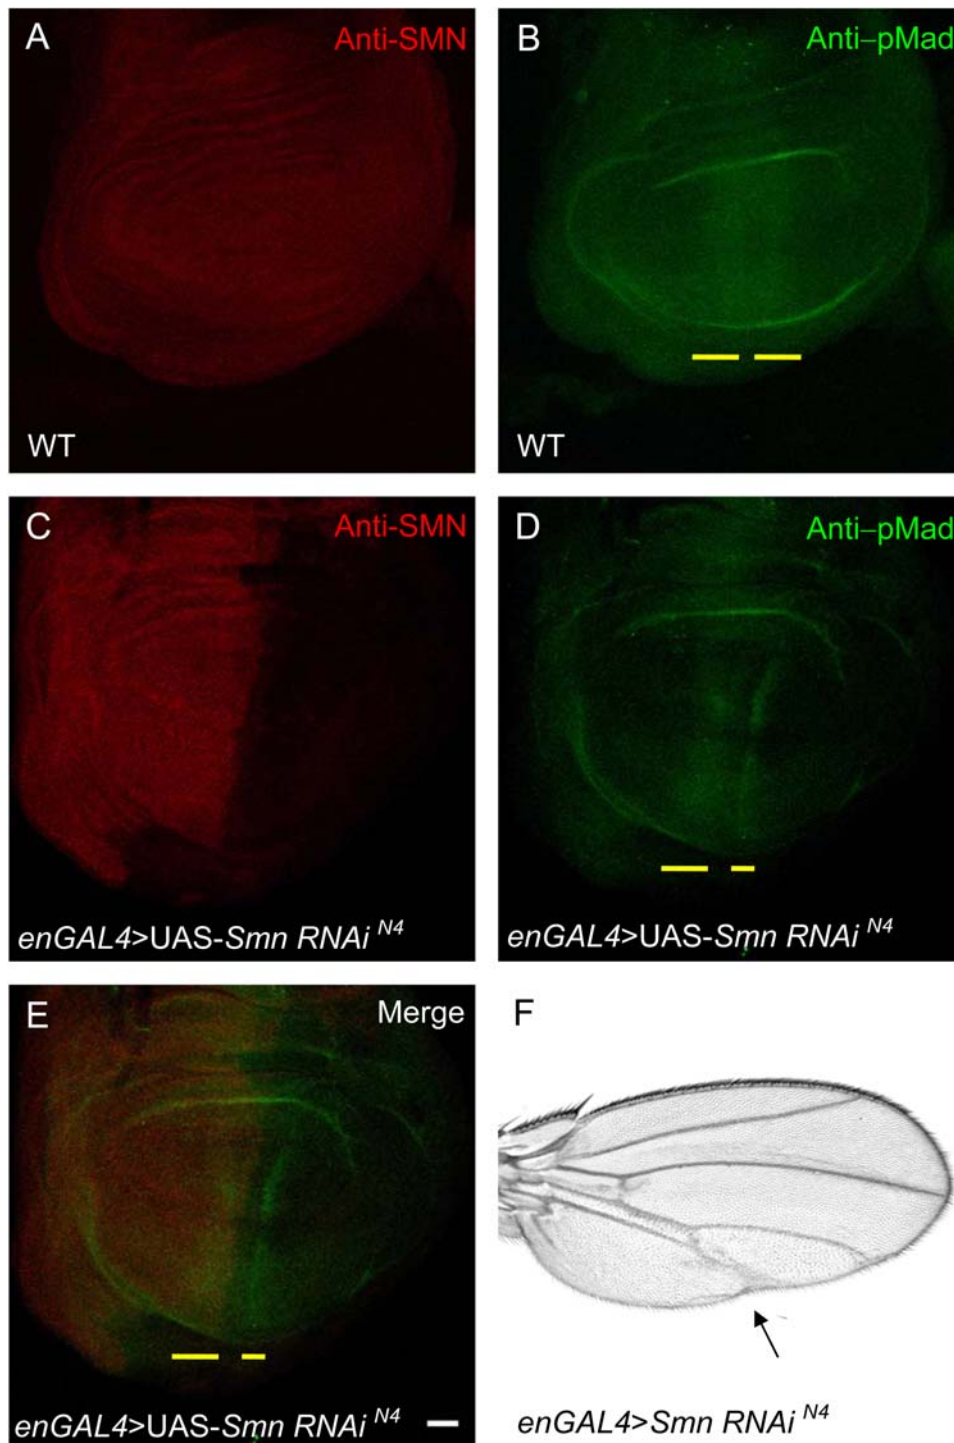 A Anti-SMN
WT
B Anti–pMad
WT
C Anti-SMN
enGAL4>UAS-Smn RNAi N4
D Anti–pMad
enGAL4>UAS-Smn RNAi N4
E Merge
enGAL4>UAS-Smn RNAi N4
F
enGAL4>Smn RNAi N4